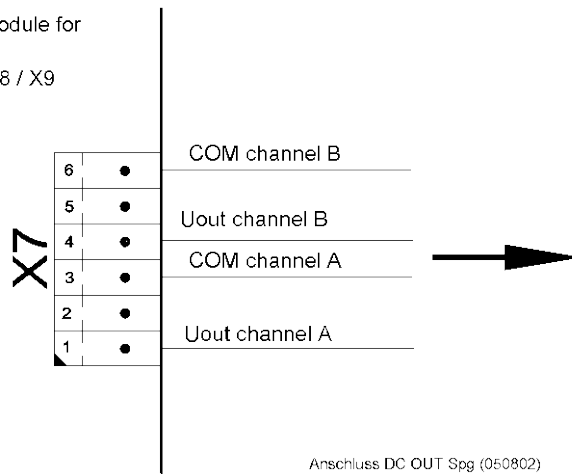 odule for
8 / X9
COM channel B
6
5
Uout channel B
4
COM channel A
3
2
Uout channel A
1
X7
Anschluss DC OUT Spg (050802)